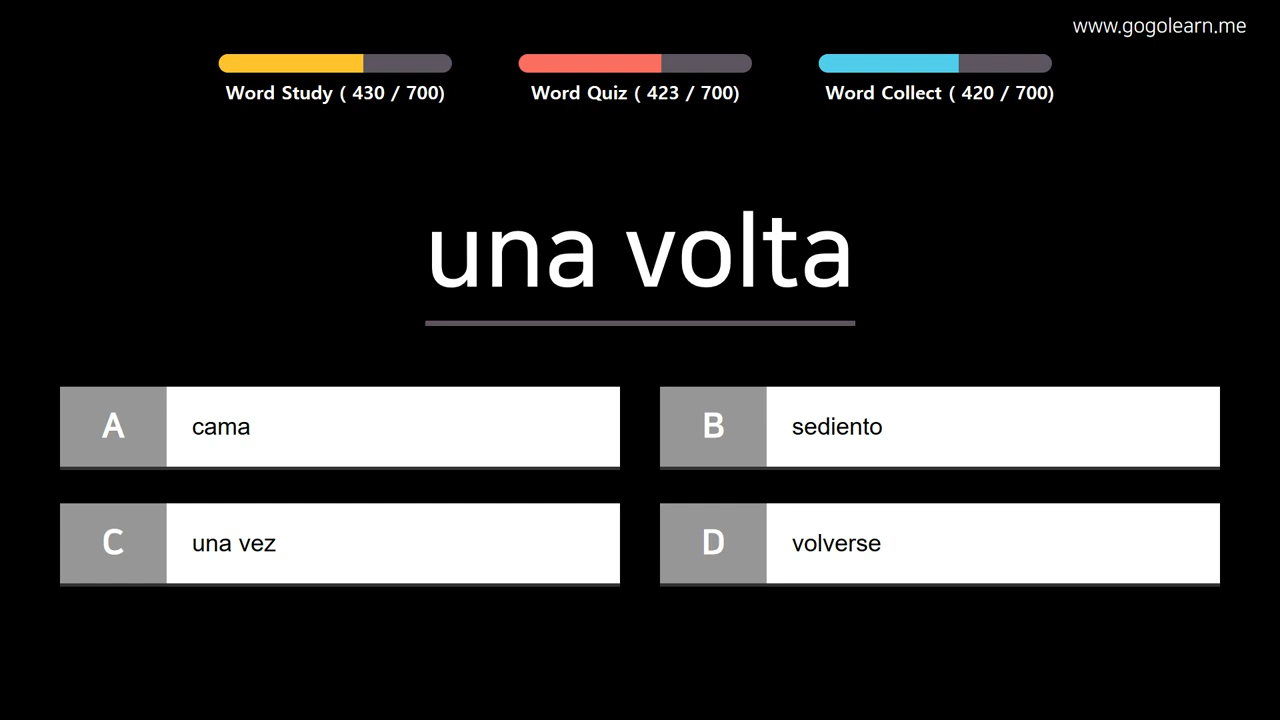 www.gogolearn.me
Word Study ( 430 / 700)
Word Quiz ( 423 / 700)
Word Collect ( 420 / 700)
una volta
A cama
B sediento
C una vez
D volverse